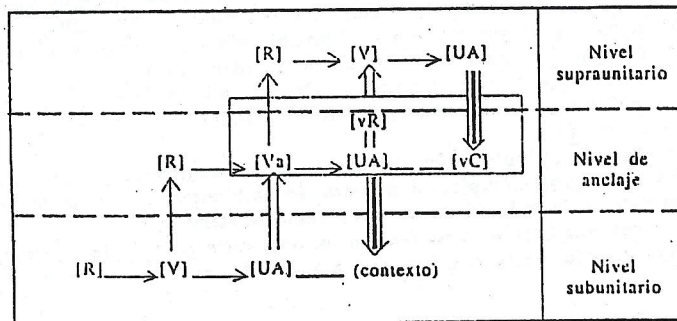 [R] [V] [UA] Nivel
supraunitario
[vR]
[R] [Va] [UA] [vC] Nivel de
anclaje
[R] [V] [UA] (contexto) Nivel
subunitario